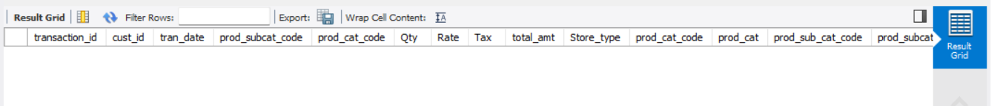 Result Grid Filter Rows: Export: Wrap Cell Content: IA
transaction_id cust_id tran_date prod_subcat_code prod_cat_code Qty Rate Tax total_amt Store_type prod_cat_code prod_cat prod_sub_cat_code prod_subcat
Result
Grid